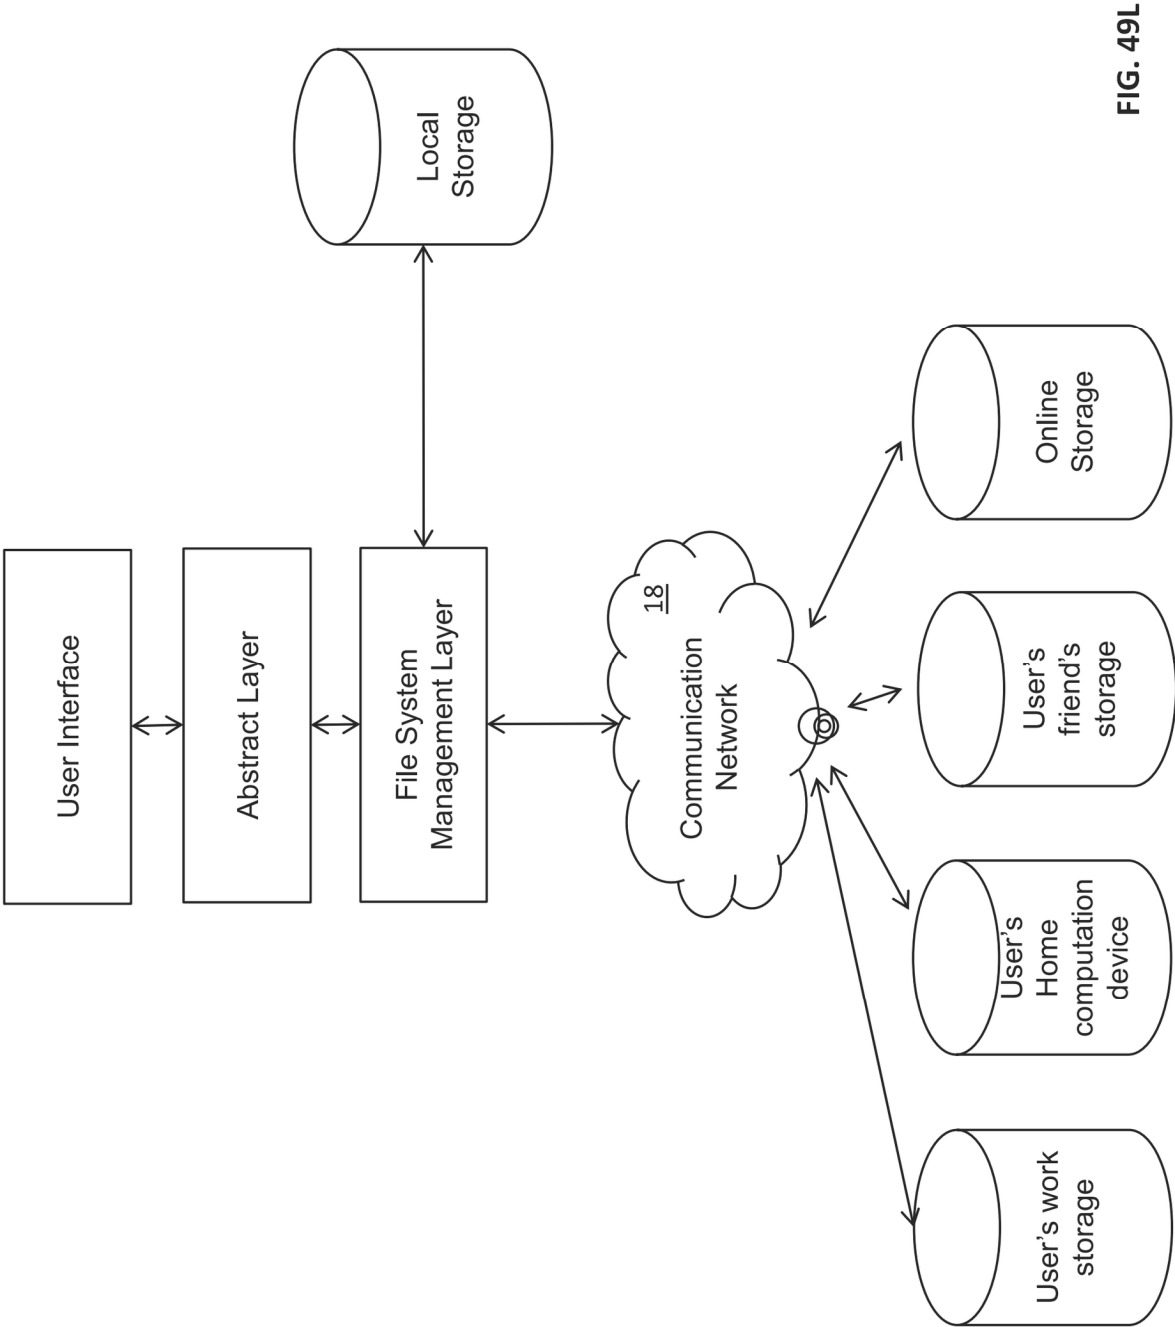 User Interface
Abstract Layer
File System
Management Layer
Local
Storage
18
Communication
Network
User's work
storage
User's
Home
computation
device
User's
friend's
storage
Online
Storage
FIG. 49L